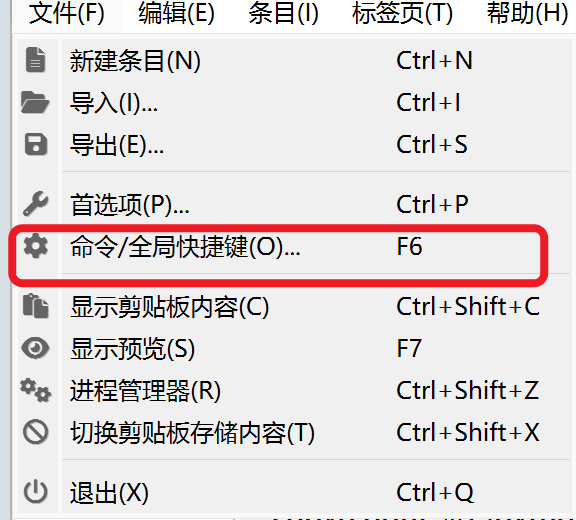 文件(F) 编辑(E) 条目(I) 标签页(T) 帮助(H)
新建条目(N) Ctrl+N
导入(I)... Ctrl+I
导出(E)... Ctrl+S
首选项(P)... Ctrl+P
命令/全局快捷键(O)... F6
显示剪贴板内容(C) Ctrl+Shift+C
显示预览(S) F7
进程管理器(R) Ctrl+Shift+Z
切换剪贴板存储内容(T) Ctrl+Shift+X
退出(X) Ctrl+Q